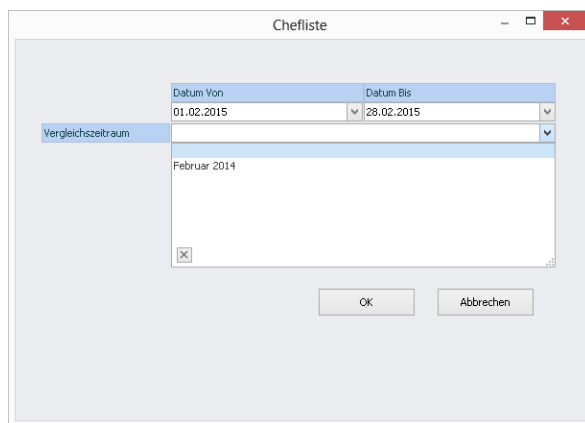 Chefliste
Datum Von Datum Bis
01.02.2015 28.02.2015
Vergleichszeitraum
Februar 2014
OK Abbrechen